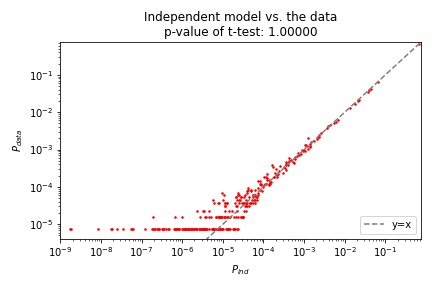 Independent model vs. the data
p-value of t-test: 1.00000
P_data
10⁻¹
10⁻²
10⁻³
10⁻⁴
10⁻⁵
y=x
10⁻⁹ 10⁻⁸ 10⁻⁷ 10⁻⁶ 10⁻⁵ 10⁻⁴ 10⁻³ 10⁻² 10⁻¹
P_ind